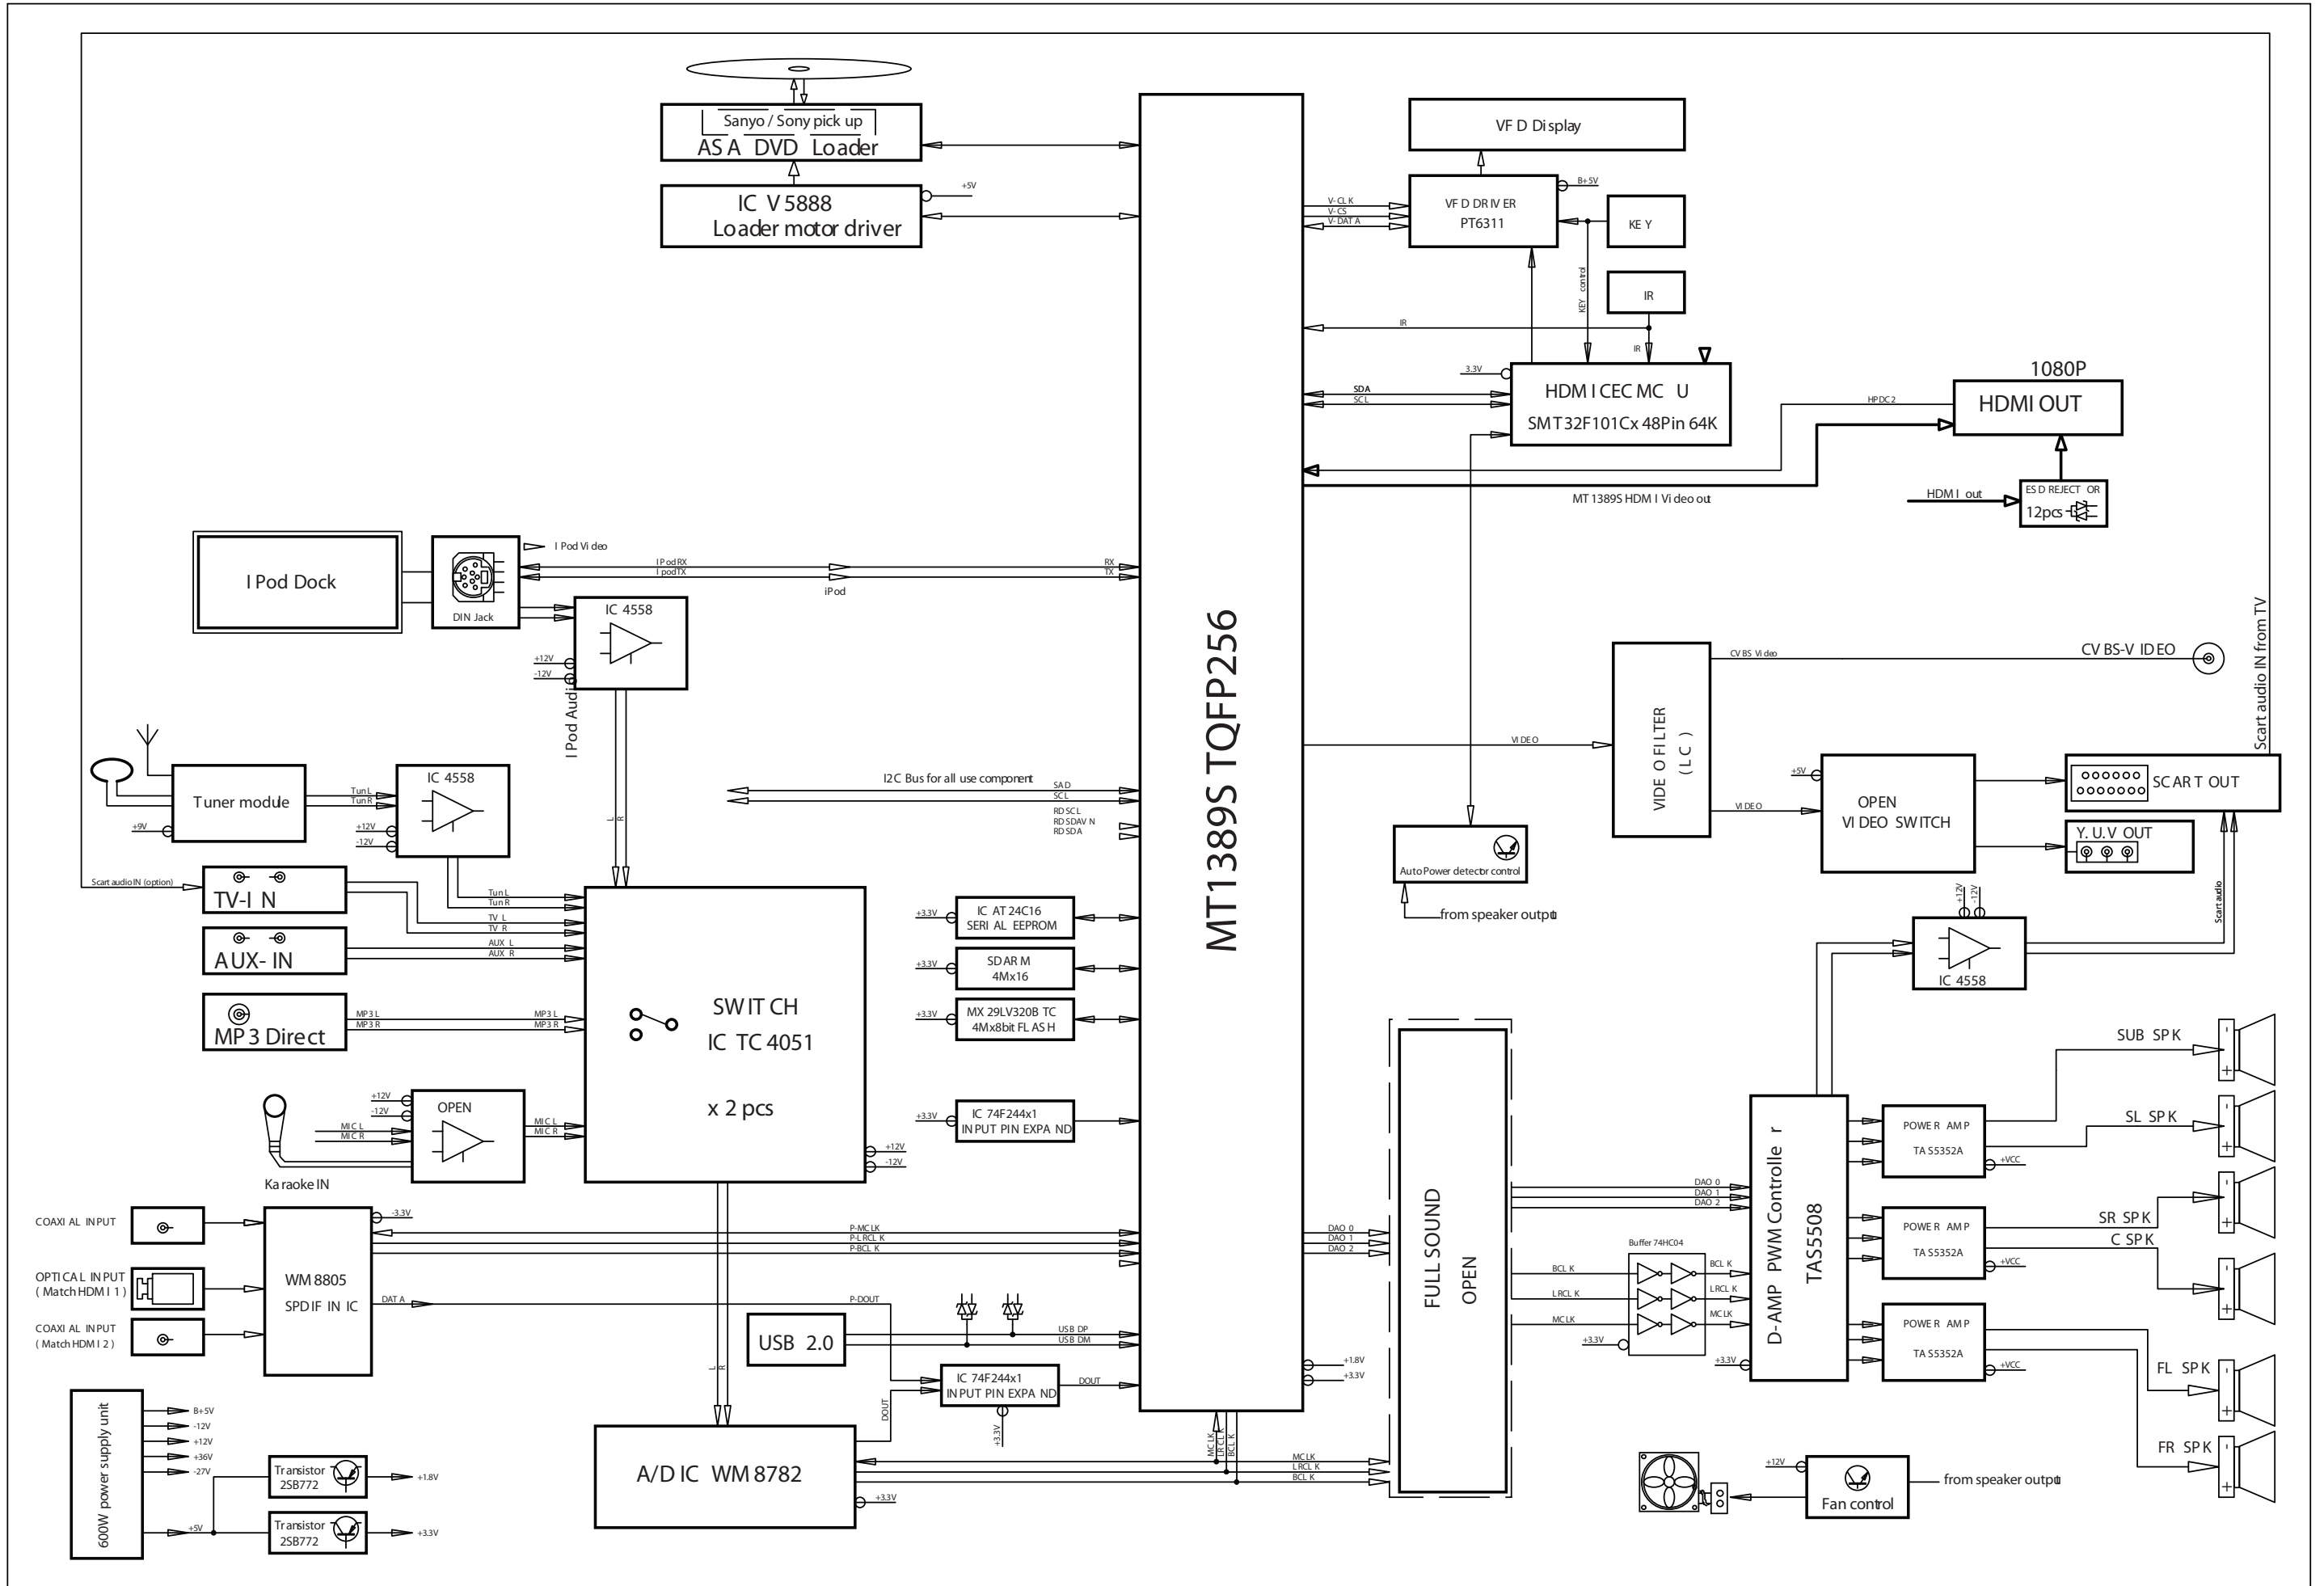 Sanyo / Sony pick up
ASA DVD Loader
IC V5888
Loader motor driver
+5V
VFD Display
VFD DRIVER
PT6311
B+5V
KEY
V-CLK
V-CS
V-DATA
KEY control
IR
IR
IR
3.3V
HDMI CEC MCU
SMT32F101Cx 48Pin 64K
SDA
SCL
1080P
HDMI OUT
HPDC2
MT1389S HDMI Video out
HDMI out
ESD REJECTOR
12pcs
I Pod Dock
DIN Jack
I Pod Video
I Pod RX
I pod TX
iPod
RX
TX
IC 4558
+12V
-12V
I Pod Audio
L
R
MT1389S TQFP256
Scart audio IN from TV
CVBS Video
CVBS-VIDEO
VIDEO FILTER
(LC)
VIDEO
VIDEO
+5V
OPEN
VIDEO SWITCH
SCART OUT
Y.U.V OUT
Tuner module
+9V
Tun L
Tun R
IC 4558
+12V
-12V
I2C Bus for all use component
SAD
SCL
RDSCL
RDSDAVN
RDSDA
Auto Power detector control
from speaker output
Scart audio IN (option)
TV-IN
AUX-IN
MP3 Direct
Tun L
Tun R
TV L
TV R
AUX L
AUX R
MP3 L
MP3 R
MP3 L
MP3 R
SWITCH
IC TC4051
x 2 pcs
+12V
-12V
+3.3V
IC AT24C16
SERIAL EEPROM
+3.3V
SDARM
4Mx16
+3.3V
MX 29LV320B TC
4Mx8bit FLASH
+3.3V
IC 74F244x1
INPUT PIN EXPAND
+12V
-12V
Scart audio
IC 4558
+12V
-12V
OPEN
MIC L
MIC R
MIC L
MIC R
Karaoke IN
COAXIAL INPUT
OPTICAL INPUT
( Match HDMI 1 )
COAXIAL INPUT
( Match HDMI 2 )
WM8805
SPDIF IN IC
-3.3V
P-MCLK
P-LRCLK
P-BCLK
DATA
P-DOUT
L
R
USB 2.0
USB DP
USB DM
IC 74F244x1
INPUT PIN EXPAND
DOUT
DOUT
+3.3V
+1.8V
+3.3V
DAO 0
DAO 1
DAO 2
FULL SOUND
OPEN
DAO 0
DAO 1
DAO 2
Buffer 74HC04
BCLK
LRCLK
MCLK
BCLK
LRCLK
MCLK
+3.3V
+3.3V
D-AMP PWM Controller
TAS5508
POWER AMP
TAS5352A
+VCC
POWER AMP
TAS5352A
+VCC
POWER AMP
TAS5352A
+VCC
SUB SPK
SL SPK
SR SPK
C SPK
FL SPK
FR SPK
-
+
-
+
-
+
-
+
-
+
-
+
600W power supply unit
B+5V
-12V
+12V
+36V
-27V
+5V
Transistor
2SB772
+1.8V
Transistor
2SB772
+3.3V
A/D IC WM8782
+3.3V
MCLK
LRCLK
BCLK
MCLK
LRCLK
BCLK
+12V
Fan control
from speaker output